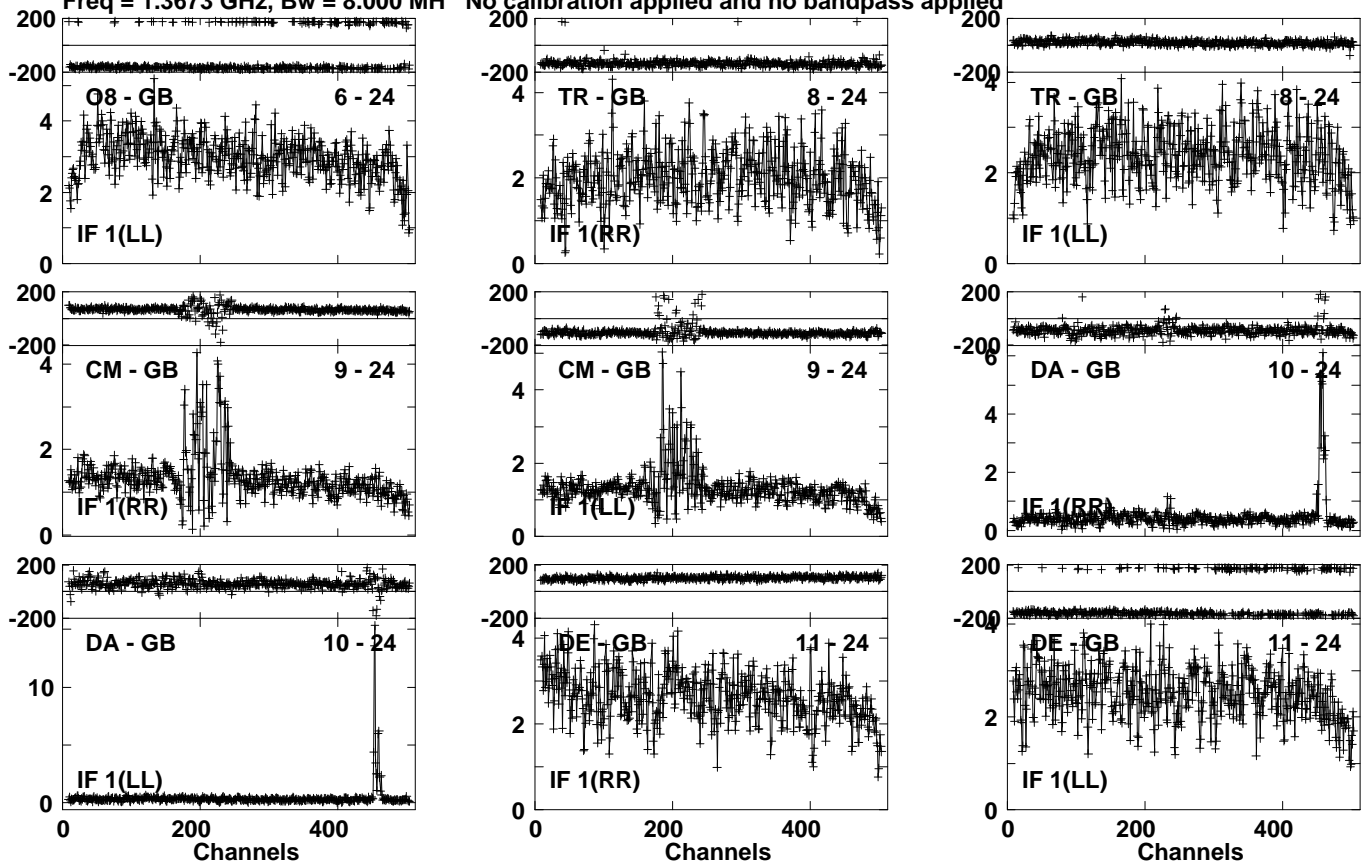 Freq = 1.3673 GHz, Bw = 8.000 MH No calibration applied and no bandpass applied
200
-200
O8 - GB 6 - 24
4
2
0
IF 1(LL)
200
-200
TR - GB 8 - 24
4
2
0
IF 1(RR)
200
-200
TR - GB 8 - 24
4
2
0
IF 1(LL)
200
-200
CM - GB 9 - 24
4
2
0
IF 1(RR)
200
-200
CM - GB 9 - 24
4
2
0
IF 1(LL)
200
-200
DA - GB 10 - 24
6
4
2
0
IF 1(RR)
200
-200
DA - GB 10 - 24
10
0
IF 1(LL)
0 200 400
Channels
200
-200
DE - GB 11 - 24
4
2
0
IF 1(RR)
0 200 400
Channels
200
-200
DE - GB 11 - 24
4
2
0
IF 1(LL)
0 200 400
Channels